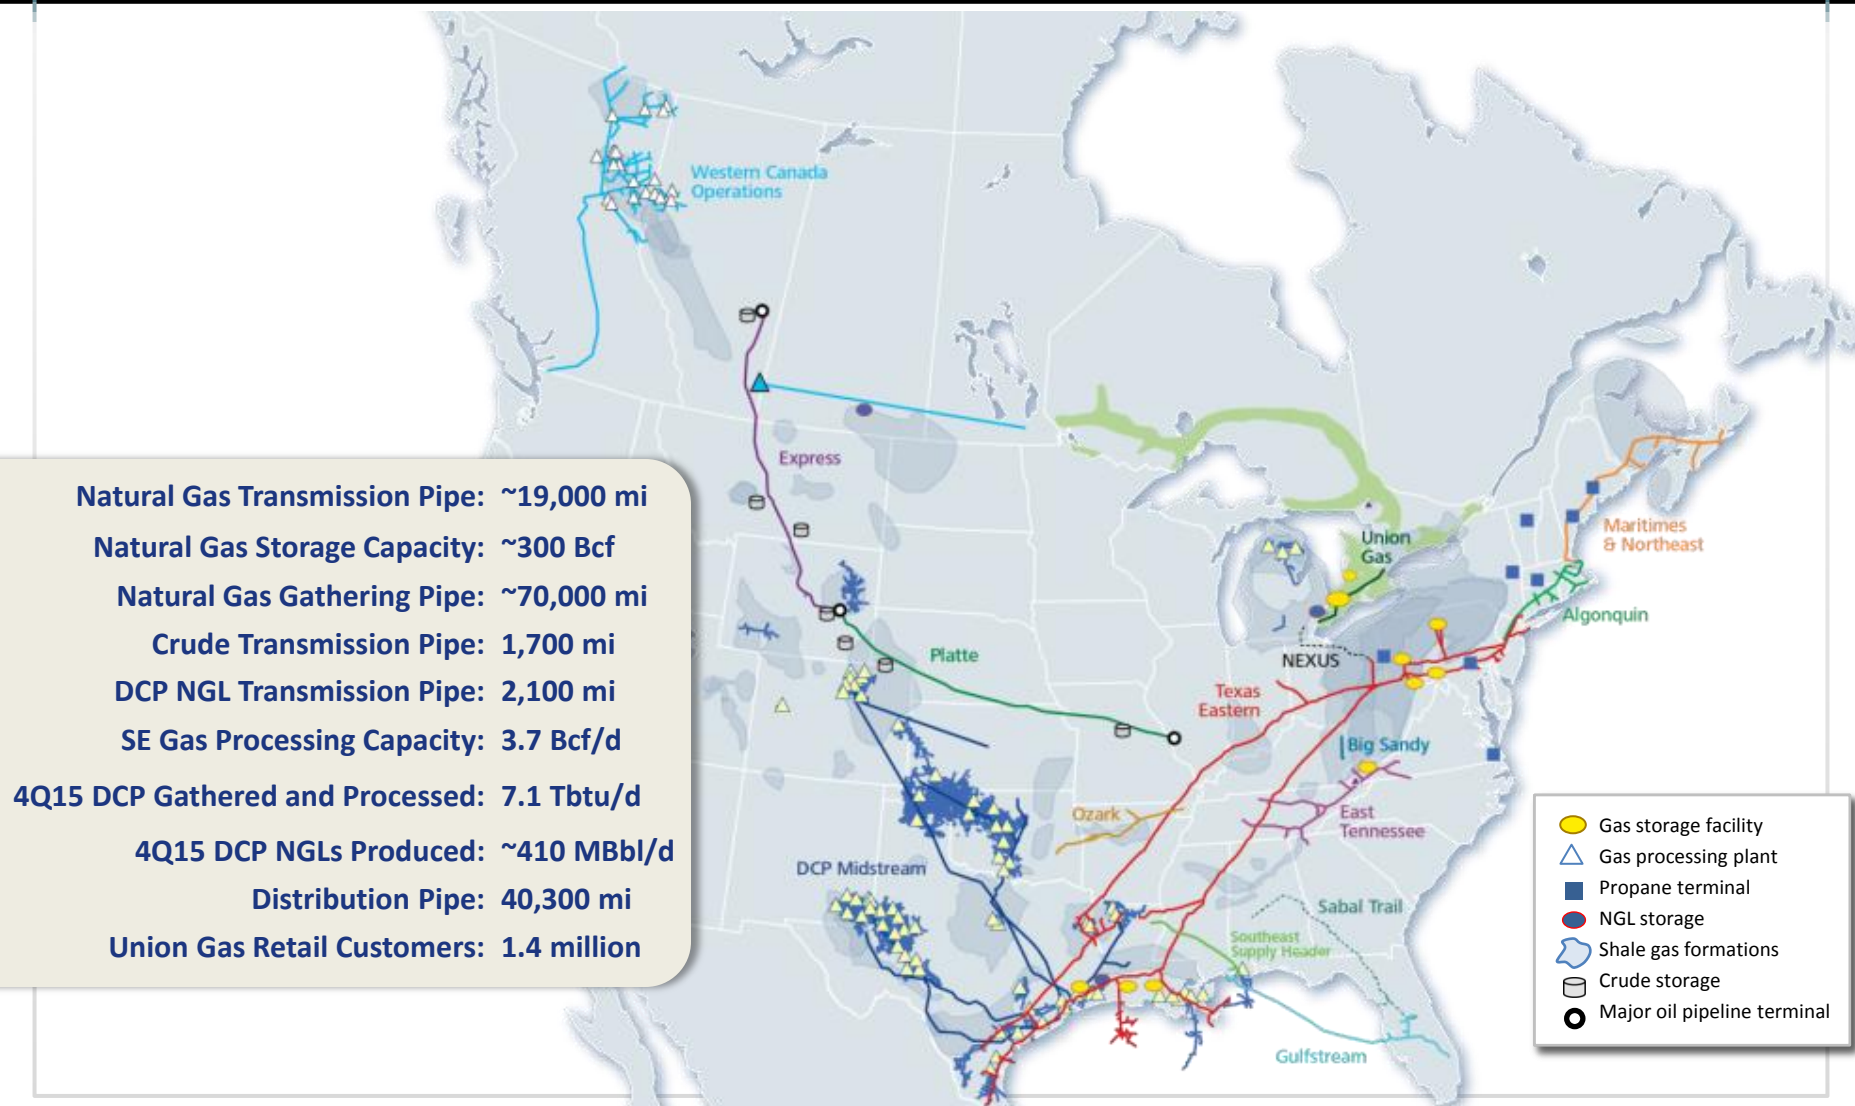 Western Canada
Operations
Express
Natural Gas Transmission Pipe: ~19,000 mi
Natural Gas Storage Capacity: ~300 Bcf
Natural Gas Gathering Pipe: ~70,000 mi
Crude Transmission Pipe: 1,700 mi
DCP NGL Transmission Pipe: 2,100 mi
SE Gas Processing Capacity: 3.7 Bcf/d
4Q15 DCP Gathered and Processed: 7.1 Tbtu/d
4Q15 DCP NGLs Produced: ~410 MBbl/d
Distribution Pipe: 40,300 mi
Union Gas Retail Customers: 1.4 million
Maritimes
& Northeast
Union
Gas
Algonquin
Platte
NEXUS
Texas
Eastern
Big Sandy
Ozark
East
Tennessee
DCP Midstream
Sabal Trail
Southeast
Supply Header
Gulfstream
Gas storage facility
Gas processing plant
Propane terminal
NGL storage
Shale gas formations
Crude storage
Major oil pipeline terminal